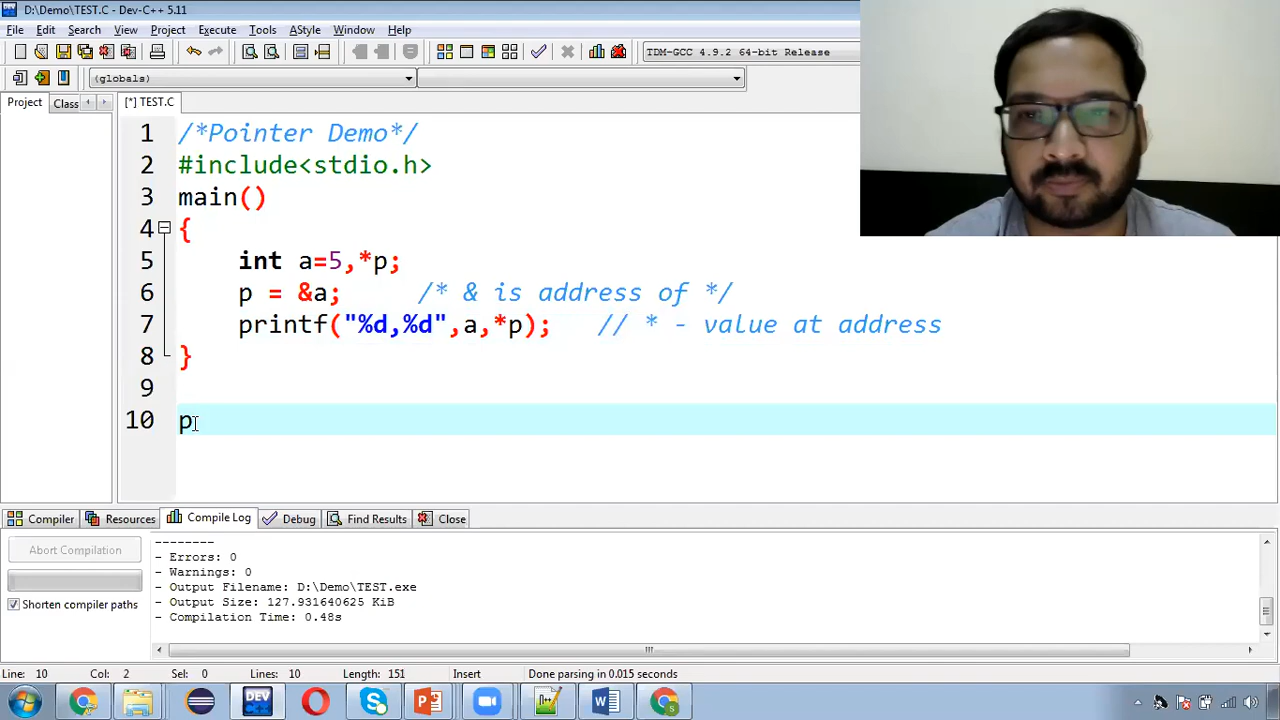 D:\Demo\TEST.C - Dev-C++ 5.11
File Edit Search View Project Execute Tools AStyle Window Help
TDM-GCC 4.9.2 64-bit Release
(globals)
Project Class [*] TEST.C
1 /*Pointer Demo*/
2 #include<stdio.h>
3 main()
4 {
5 int a=5,*p;
6 p = &a; /* & is address of */
7 printf("%d,%d",a,*p); // * - value at address
8 }
9
10 p
Compiler Resources Compile Log Debug Find Results Close
Abort Compilation
Shorten compiler paths
--------
- Errors: 0
- Warnings: 0
- Output Filename: D:\Demo\TEST.exe
- Output Size: 127.931640625 KiB
- Compilation Time: 0.48s
Line: 10 Col: 2 Sel: 0 Lines: 10 Length: 151 Insert Done parsing in 0.015 seconds
DEV C++